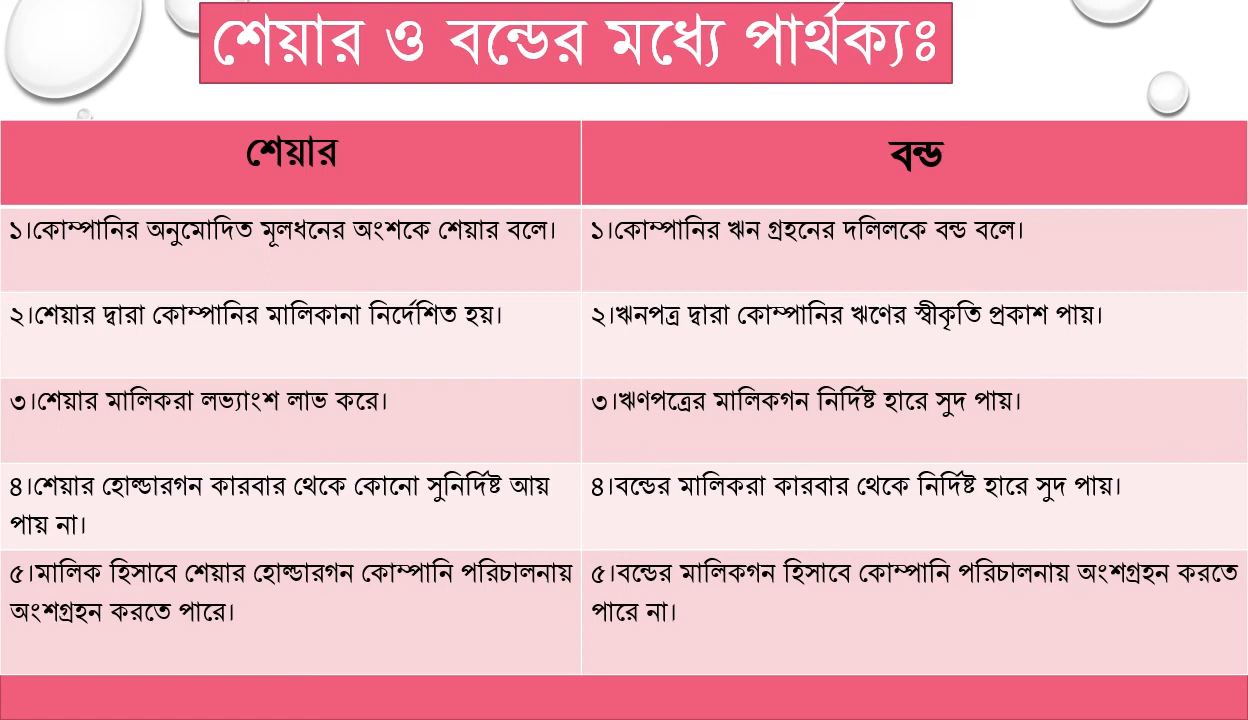 শেয়ার ও বন্ডের মধ্যে পার্থক্যঃ
শেয়ার
বন্ড
১।কোম্পানির অনুমোদিত মূলধনের অংশকে শেয়ার বলে।
১।কোম্পানির ঋন গ্রহনের দলিলকে বন্ড বলে।
২।শেয়ার দ্বারা কোম্পানির মালিকানা নির্দেশিত হয়।
২।ঋনপত্র দ্বারা কোম্পানির ঋণের স্বীকৃতি প্রকাশ পায়।
৩।শেয়ার মালিকরা লভ্যাংশ লাভ করে।
৩।ঋণপত্রের মালিকগন নির্দিষ্ট হারে সুদ পায়।
৪।শেয়ার হোল্ডারগন কারবার থেকে কোনো সুনির্দিষ্ট আয়
পায় না।
৪।বন্ডের মালিকরা কারবার থেকে নির্দিষ্ট হারে সুদ পায়।
৫।মালিক হিসাবে শেয়ার হোল্ডারগন কোম্পানি পরিচালনায়
অংশগ্রহন করতে পারে।
৫।বন্ডের মালিকগন হিসাবে কোম্পানি পরিচালনায় অংশগ্রহন করতে
পারে না।